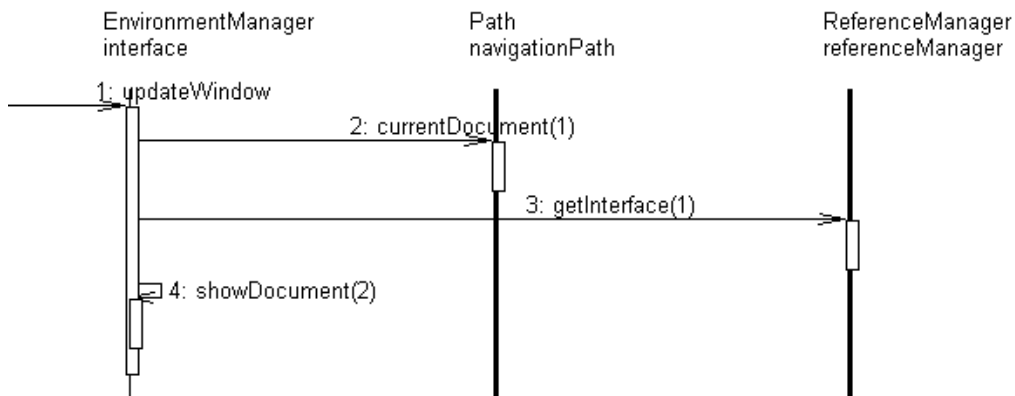 EnvironmentManager
interface
Path
navigationPath
ReferenceManager
referenceManager
1: updateWindow
2: currentDocument(1)
3: getInterface(1)
4: showDocument(2)